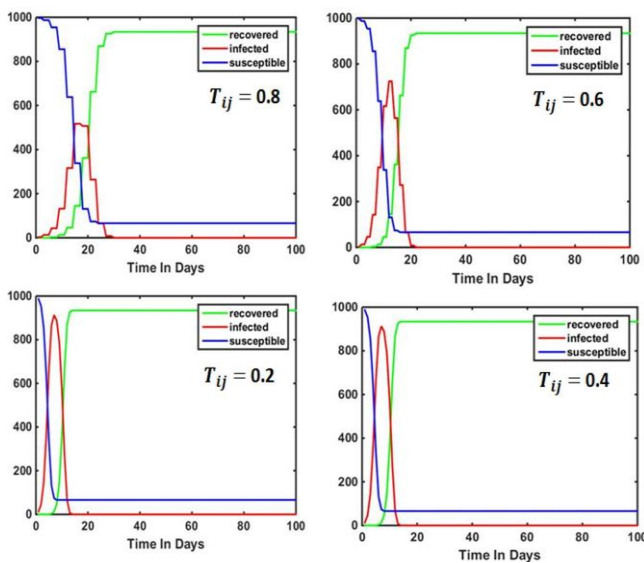 1000
800
600
400
200
0
0 20 40 60 80 100
Time In Days
recovered
infected
susceptible
T_ij = 0.8
1000
800
600
400
200
0
0 20 40 60 80 100
Time In Days
recovered
infected
susceptible
T_ij = 0.6
1000
800
600
400
200
0
0 20 40 60 80 100
Time In Days
recovered
infected
susceptible
T_ij = 0.2
1000
800
600
400
200
0
0 20 40 60 80 100
Time In Days
recovered
infected
susceptible
T_ij = 0.4